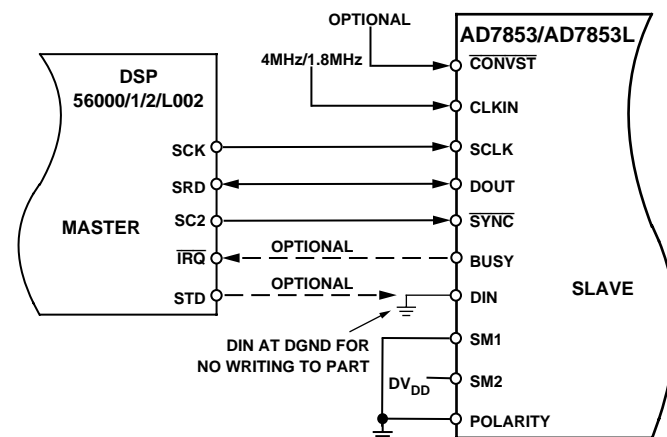 OPTIONAL
AD7853/AD7853L
4MHz/1.8MHz
CONVST
DSP
56000/1/2/L002
CLKIN
SCK
SCLK
SRD
DOUT
MASTER
SC2
SYNC
IRQ
OPTIONAL
BUSY
SLAVE
STD
OPTIONAL
DIN
DIN AT DGND FOR
NO WRITING TO PART
SM1
DVDD
SM2
POLARITY